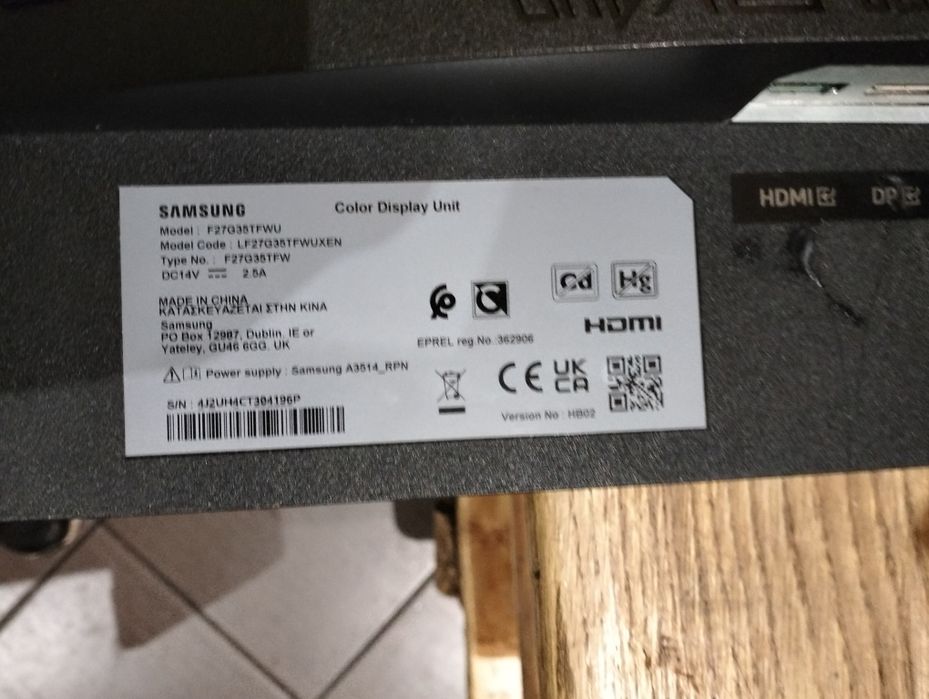 SAMSUNG
Color Display Unit
Model : F27G35TFWU
Model Code : LF27G35TFWUXEN
Type No. : F27G35TFW
DC14V 2.5A
MADE IN CHINA
ΚΑΤΑΣΚΕΥΑΖΕΤΑΙ ΣΤΗΝ ΚΙΝΑ
Samsung
PO Box 12987, Dublin. IE or
Yateley, GU46 6GG. UK
Power supply : Samsung A3514_RPN
S/N : 4J2UH4CT304196P
Cd Hg
HDMI
EPREL reg.No.:362906
CE UK
CA
Version No : HB02
HDMI DP